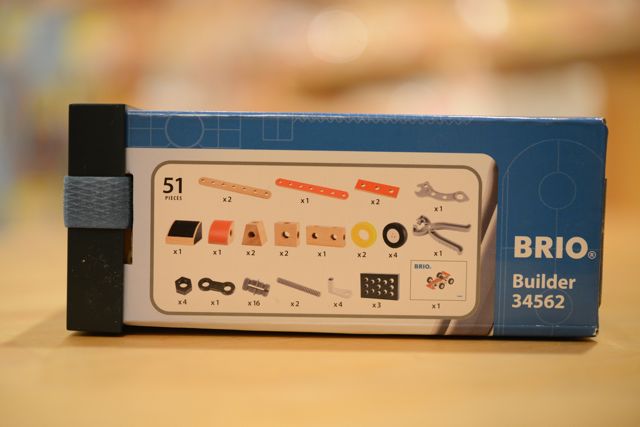 51
PIECES
x2
x1
x2
x1
x1
x1
x2
x2
x1
x2
x4
x1
x4
x1
x16
x2
x4
x3
BRIO.
x1
BRIO®
Builder
34562